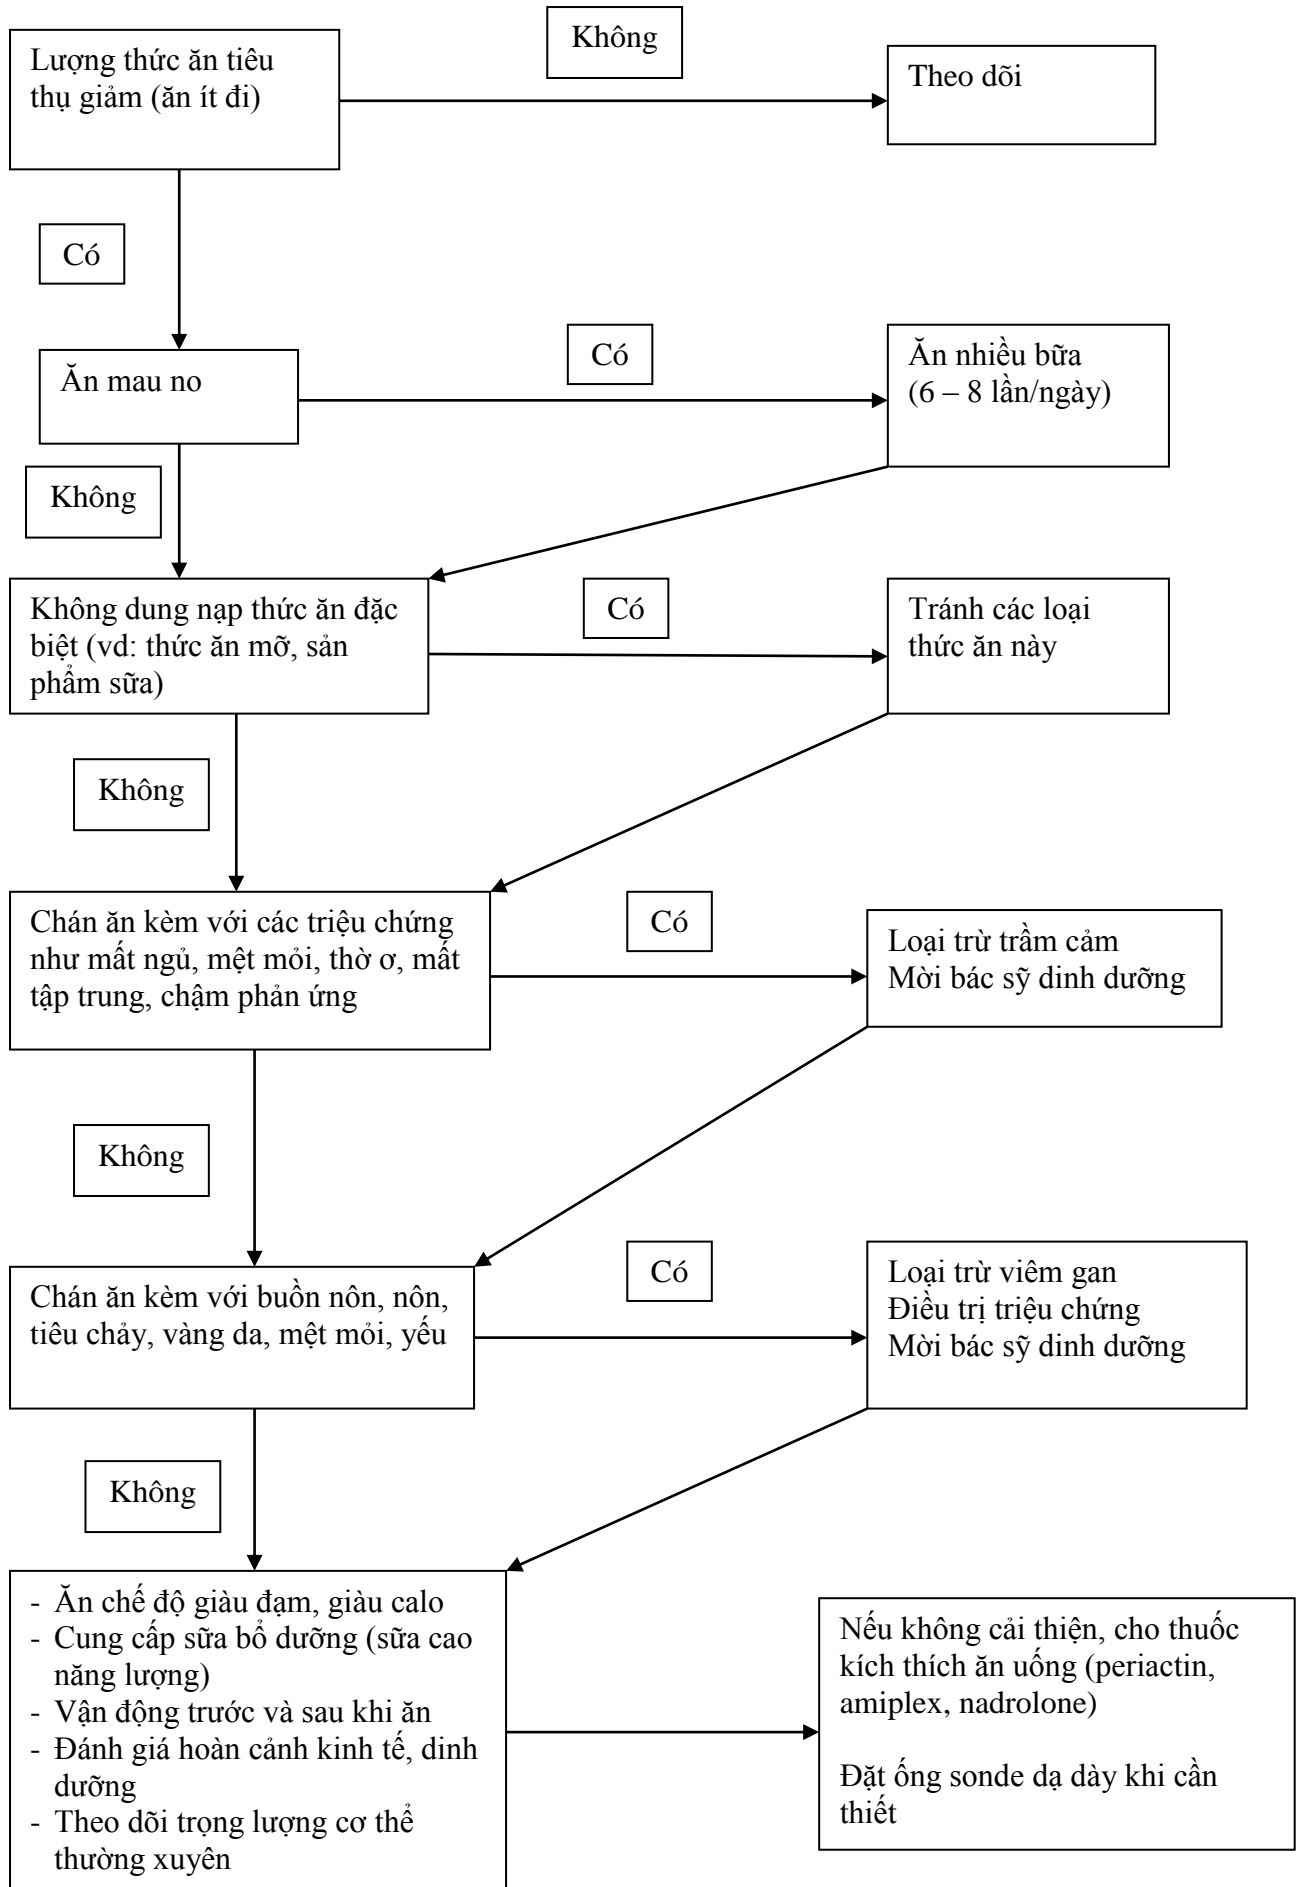 Không
Lượng thức ăn tiêu
thụ giảm (ăn ít đi)
Theo dõi
Có
Ăn mau no
Có
Ăn nhiều bữa
(6 – 8 lần/ngày)
Không
Không dung nạp thức ăn đặc
biệt (vd: thức ăn mỡ, sản
phẩm sữa)
Có
Tránh các loại
thức ăn này
Không
Chán ăn kèm với các triệu chứng
như mất ngủ, mệt mỏi, thờ ơ, mất
tập trung, chậm phản ứng
Có
Loại trừ trầm cảm
Mời bác sỹ dinh dưỡng
Không
Chán ăn kèm với buồn nôn, nôn,
tiêu chảy, vàng da, mệt mỏi, yếu
Có
Loại trừ viêm gan
Điều trị triệu chứng
Mời bác sỹ dinh dưỡng
Không
- Ăn chế độ giàu đạm, giàu calo
- Cung cấp sữa bổ dưỡng (sữa cao
năng lượng)
- Vận động trước và sau khi ăn
- Đánh giá hoàn cảnh kinh tế, dinh
dưỡng
- Theo dõi trọng lượng cơ thể
thường xuyên
Nếu không cải thiện, cho thuốc
kích thích ăn uống (periactin,
amiplex, nadrolone)
Đặt ống sonde dạ dày khi cần
thiết